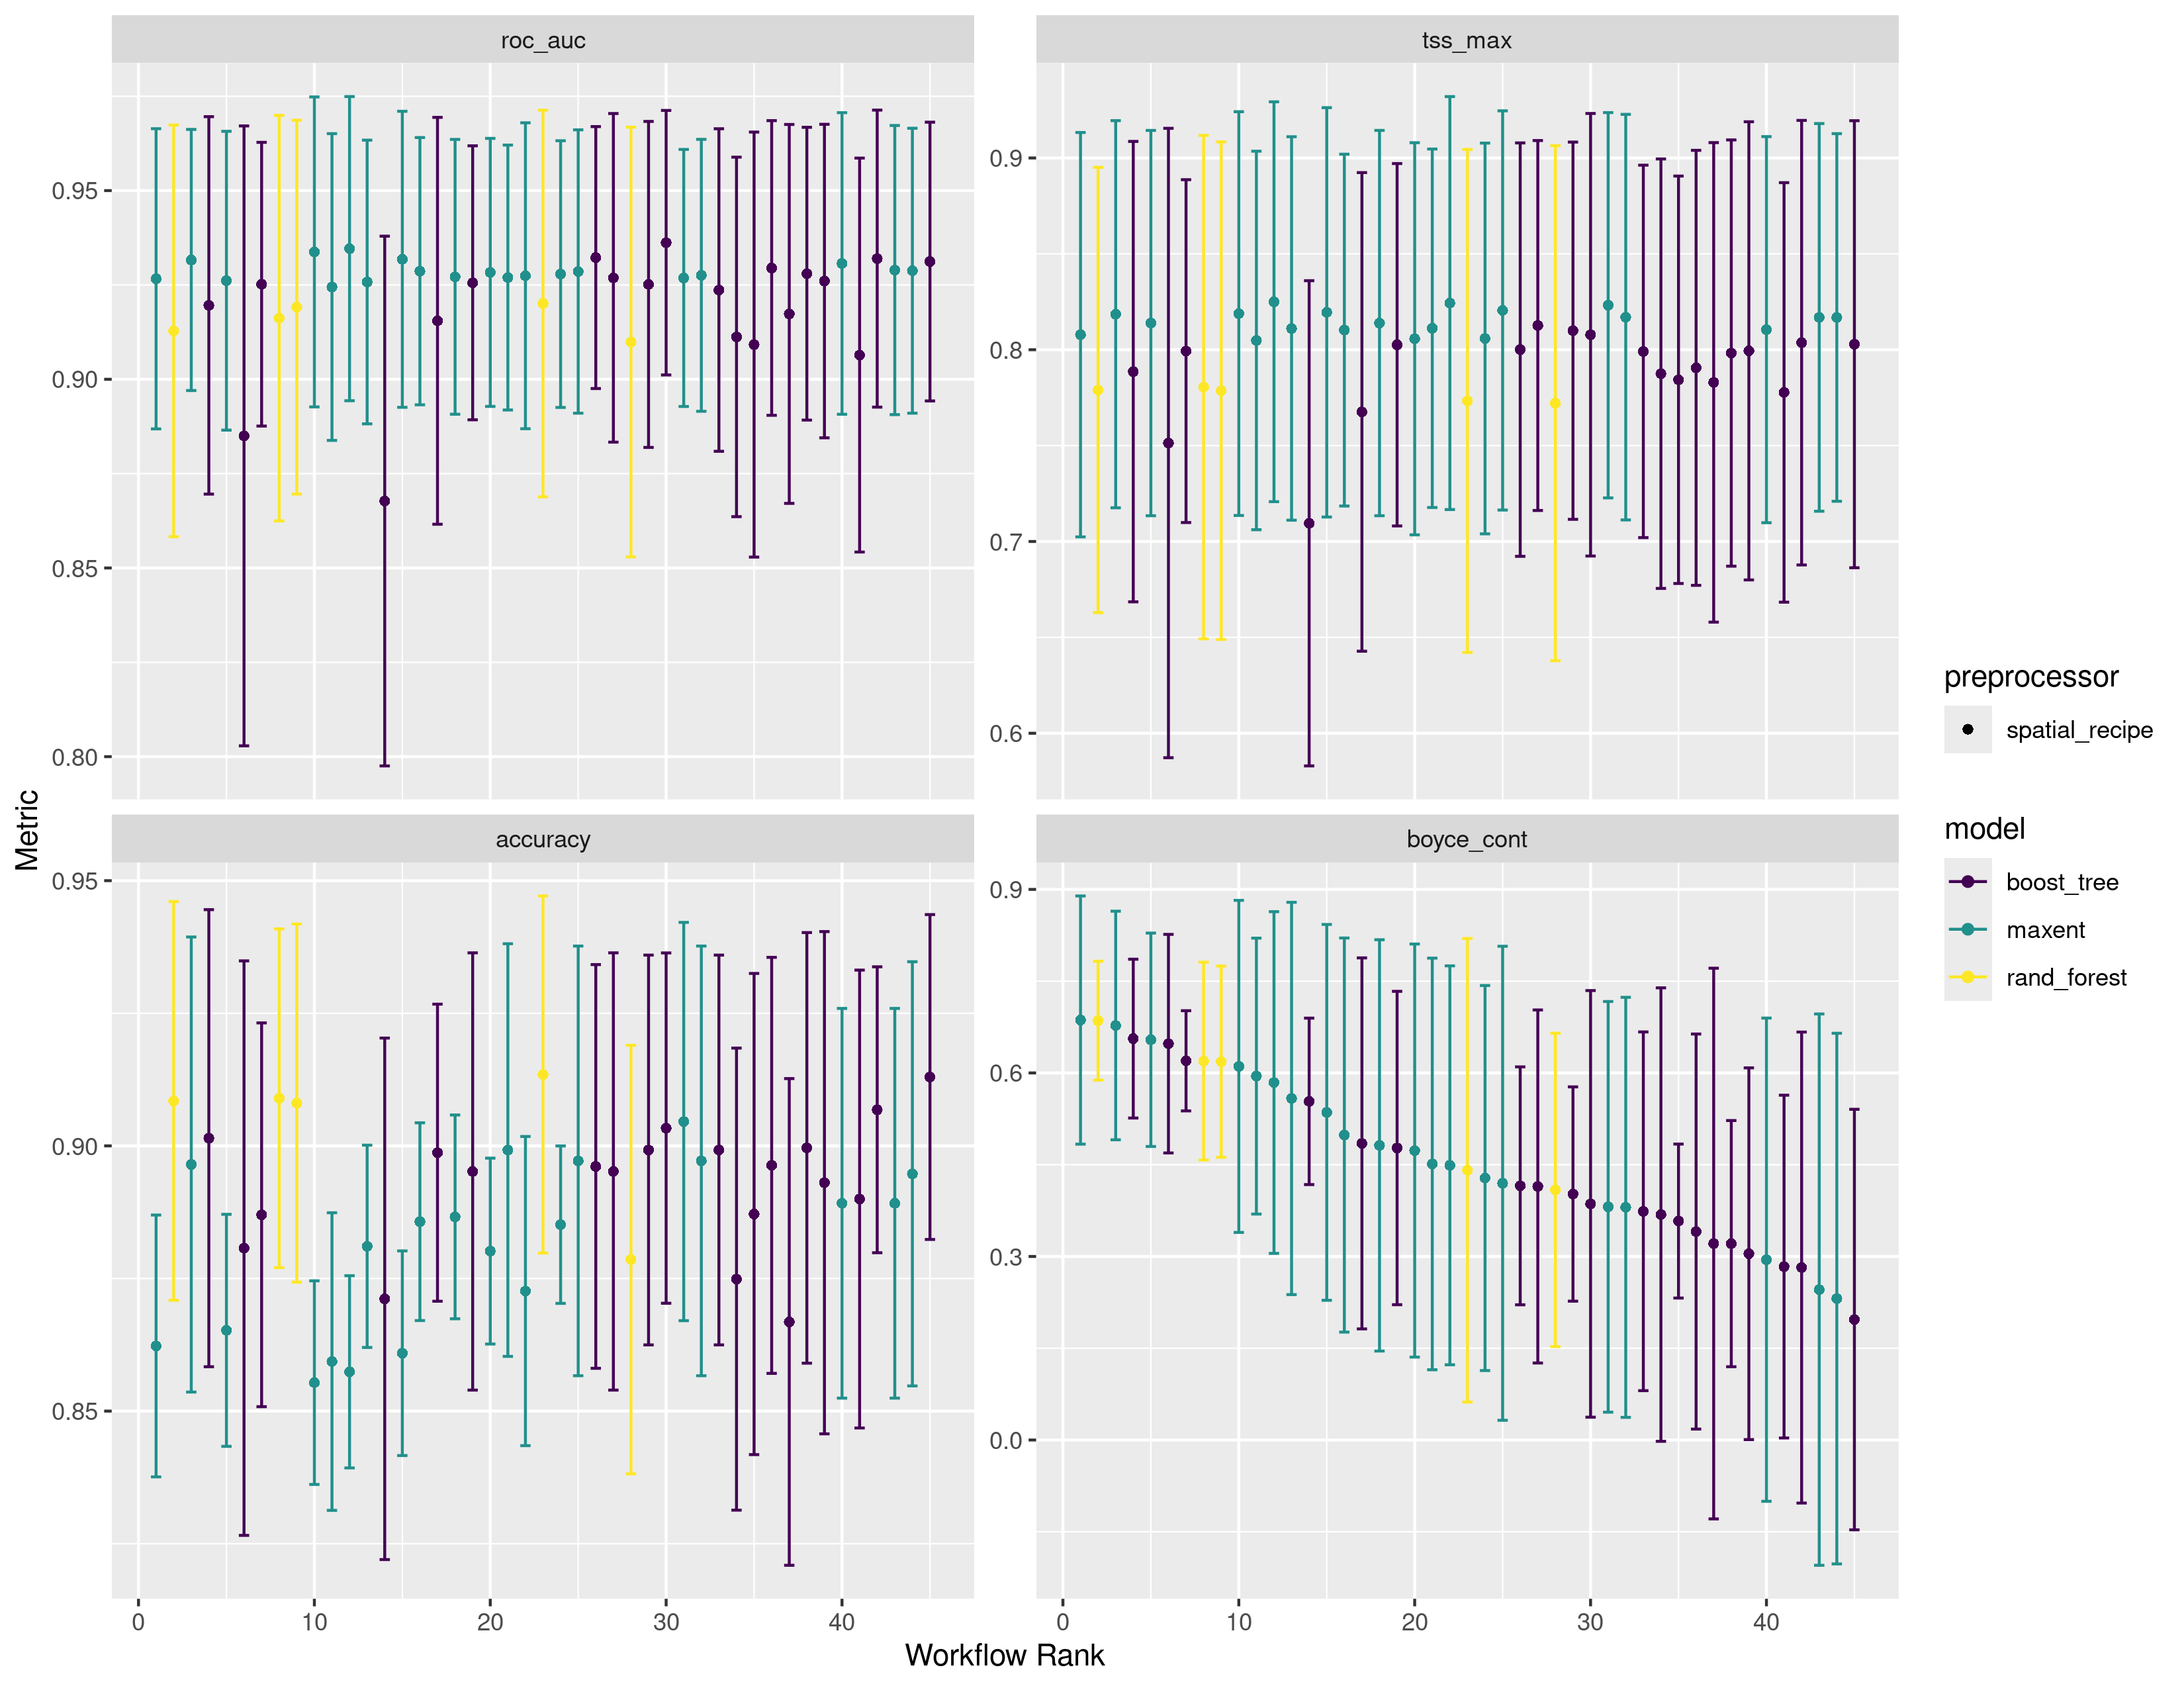 roc_auc
tss_max
0.95
0.90
0.85
0.80
0.9
0.8
0.7
0.6
Metric
accuracy
boyce_cont
0.95
0.90
0.85
0.9
0.6
0.3
0.0
0 10 20 30 40
0 10 20 30 40
Workflow Rank
preprocessor
spatial_recipe
model
boost_tree
maxent
rand_forest